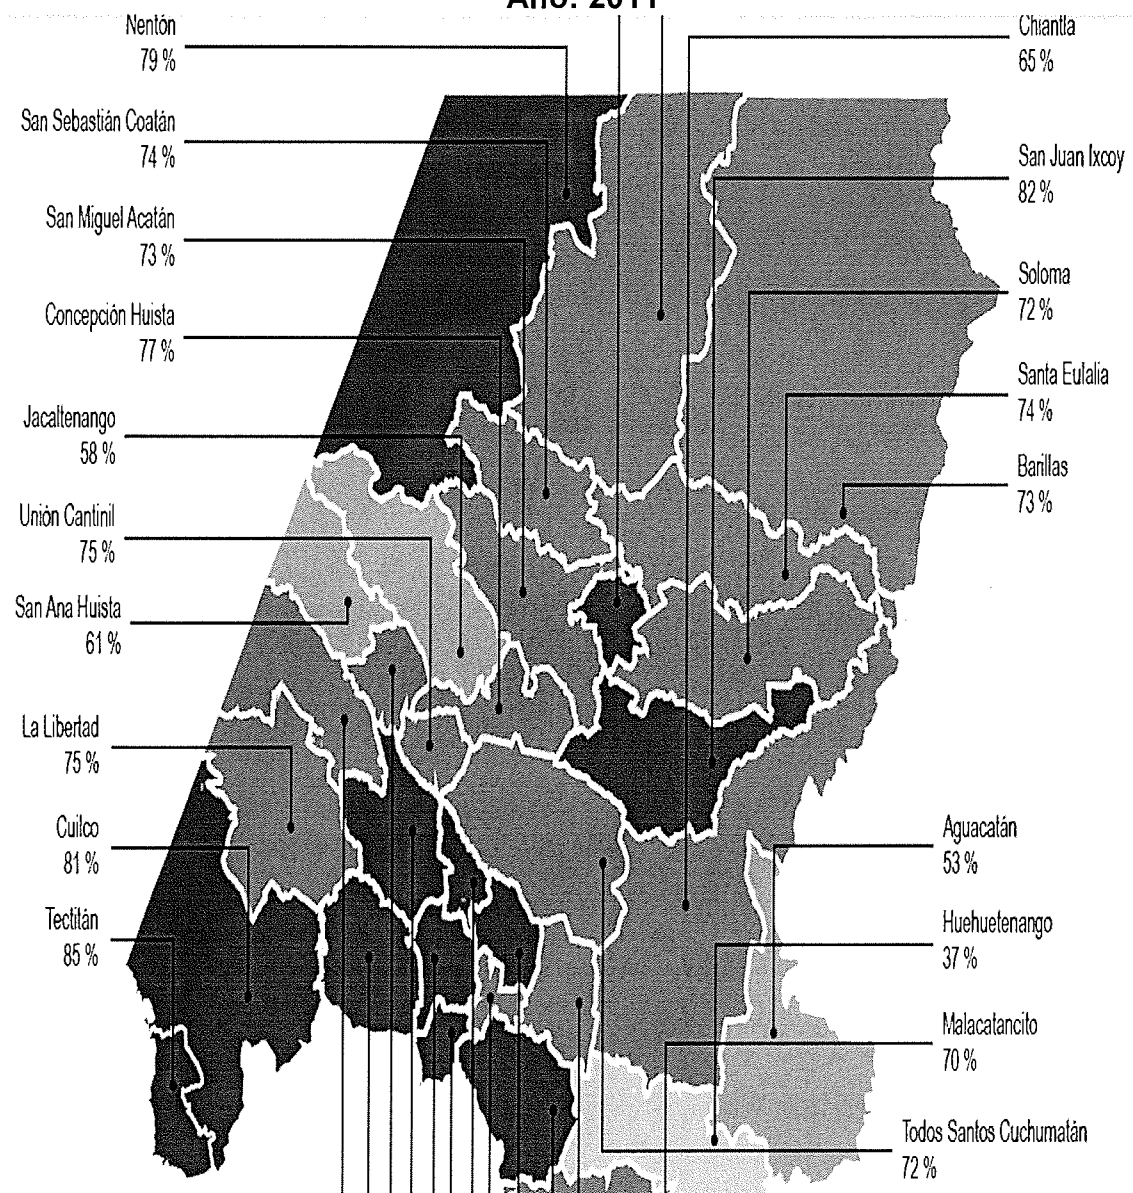 Año: 2011
Nentón
79 %
San Sebastián Coatán
74 %
San Miguel Acatán
73 %
Concepción Huista
77 %
Jacaltenango
58 %
Unión Cantinil
75 %
San Ana Huista
61 %
La Libertad
75 %
Cuilco
81 %
Tectitán
85 %
Chiantla
65 %
San Juan Ixcoy
82 %
Soloma
72 %
Santa Eulalia
74 %
Barillas
73 %
Aguacatán
53 %
Huehuetenango
37 %
Malacatancito
70 %
Todos Santos Cuchumatán
72 %